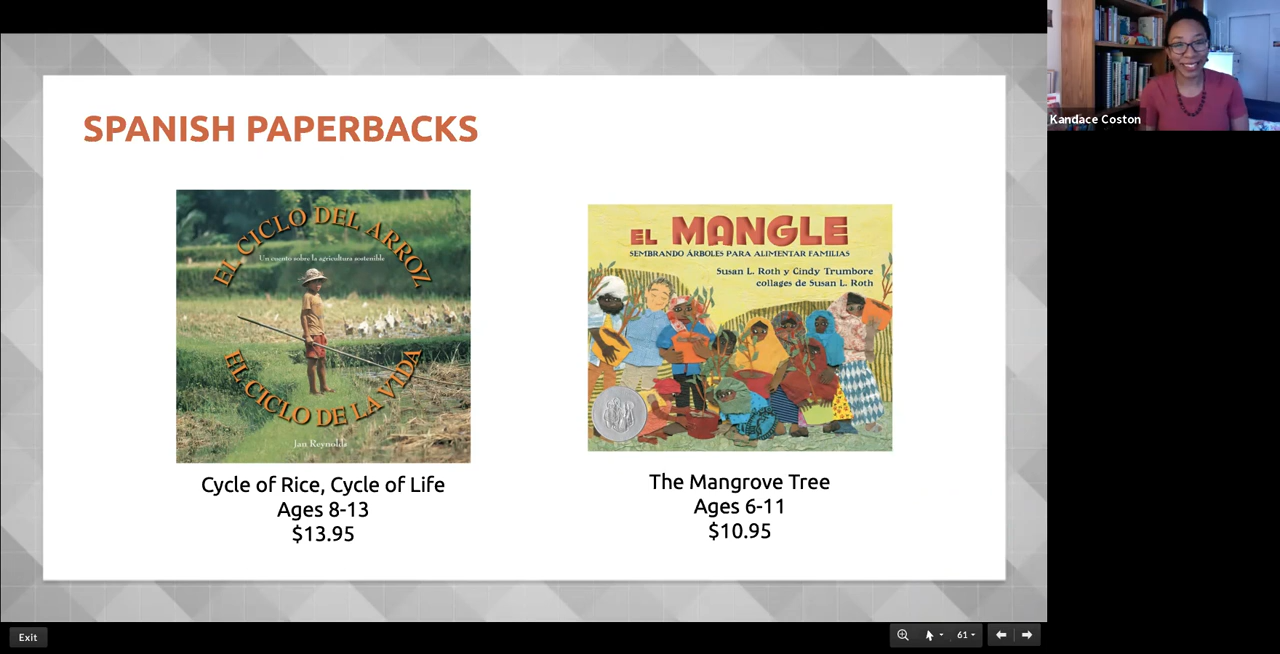 SPANISH PAPERBACKS
EL CICLO DEL ARROZ
Un cuento sobre la agricultura sostenible
EL CICLO DE LA VIDA
Jan Reynolds
Cycle of Rice, Cycle of Life
Ages 8-13
$13.95
EL MANGLE
SEMBRANDO ÁRBOLES PARA ALIMENTAR FAMILIAS
Susan L. Roth y Cindy Trumbore
collages de Susan L. Roth
The Mangrove Tree
Ages 6-11
$10.95
Kandace Coston
Exit
61